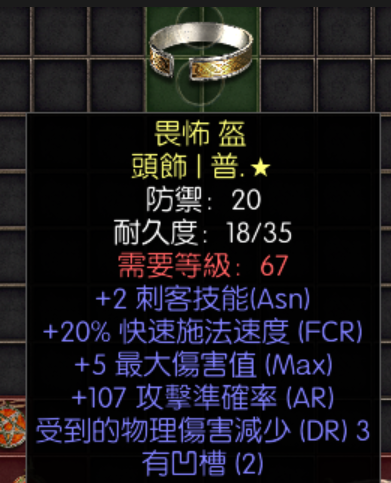 畏怖 盔
頭飾 | 普.★
防禦: 20
耐久度: 18/35
需要等級: 67
+2 刺客技能(Asn)
+20% 快速施法速度 (FCR)
+5 最大傷害值 (Max)
+107 攻擊準確率 (AR)
受到的物理傷害減少 (DR) 3
有凹槽 (2)